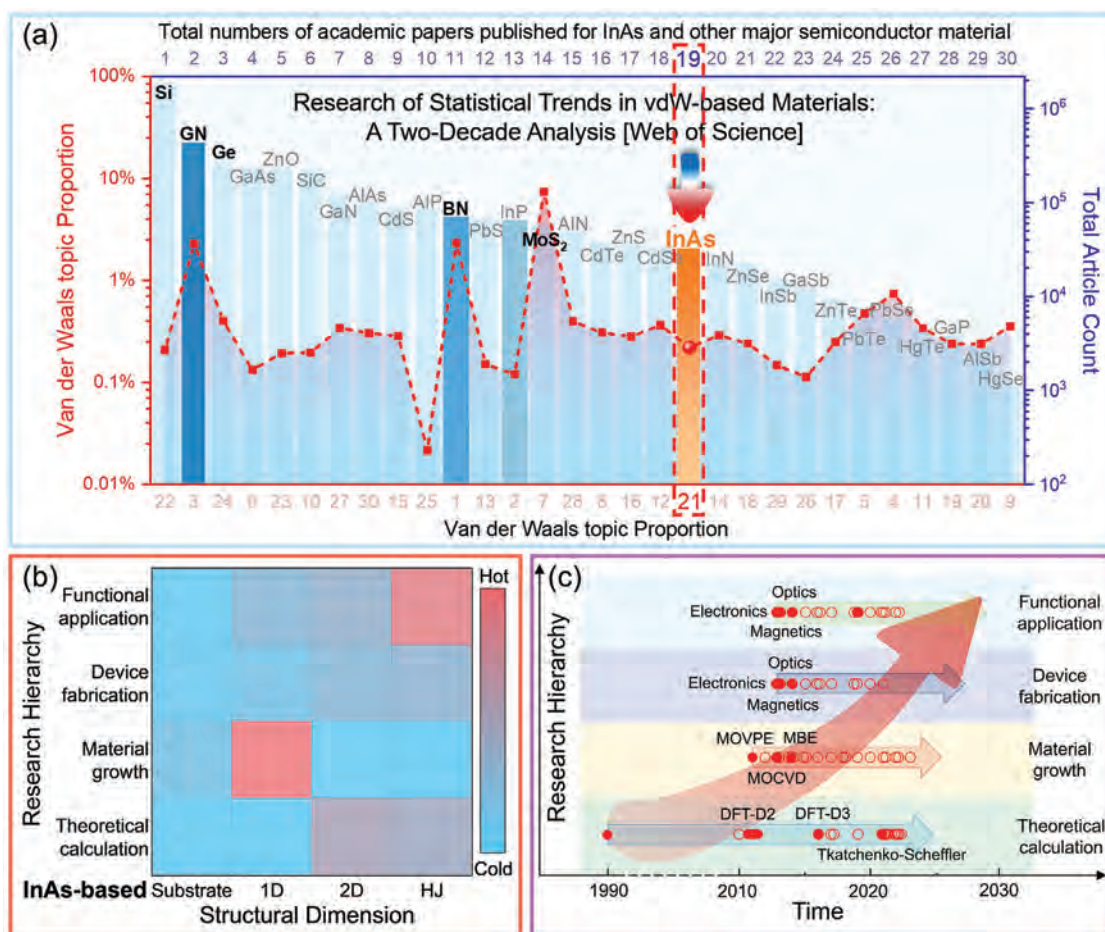 (a)
Total numbers of academic papers published for InAs and other major semiconductor material
1 2 3 4 5 6 7 8 9 10 11 12 13 14 15 16 17 18 19 20 21 22 23 24 25 26 27 28 29 30
Research of Statistical Trends in vdW-based Materials:
A Two-Decade Analysis [Web of Science]
Van der Waals topic Proportion
100%
10%
1%
0.1%
0.01%
Total Article Count
10⁶
10⁵
10⁴
10³
10²
Si
GN
Ge
GaAs
ZnO
SiC
GaN
AlAs
CdS
AlP
BN
PbS
InP
MoS₂
AlN
CdTe
ZnS
InAs
InN
ZnSe
InSb
GaSb
ZnTe
PbTe
PbSe
HgTe
GaP
AlSb
HgSe
22 3 24 23 10 27 30 15 25 1 13 2 7 28 16 12 21 14 18 29 26 17 5 4 11 19 20 9
Van der Waals topic Proportion
(b)
Research Hierarchy
Functional
application
Device
fabrication
Material
growth
Theoretical
calculation
Hot
Cold
InAs-based Substrate 1D 2D HJ
Structural Dimension
(c)
Research Hierarchy
Optics
Electronics
Magnetics
Functional
application
Optics
Electronics
Magnetics
Device
fabrication
MOVPE MBE
MOCVD
Material
growth
DFT-D2 DFT-D3
Tkatchenko-Scheffler
Theoretical
calculation
1990 2010 2020 2030
Time